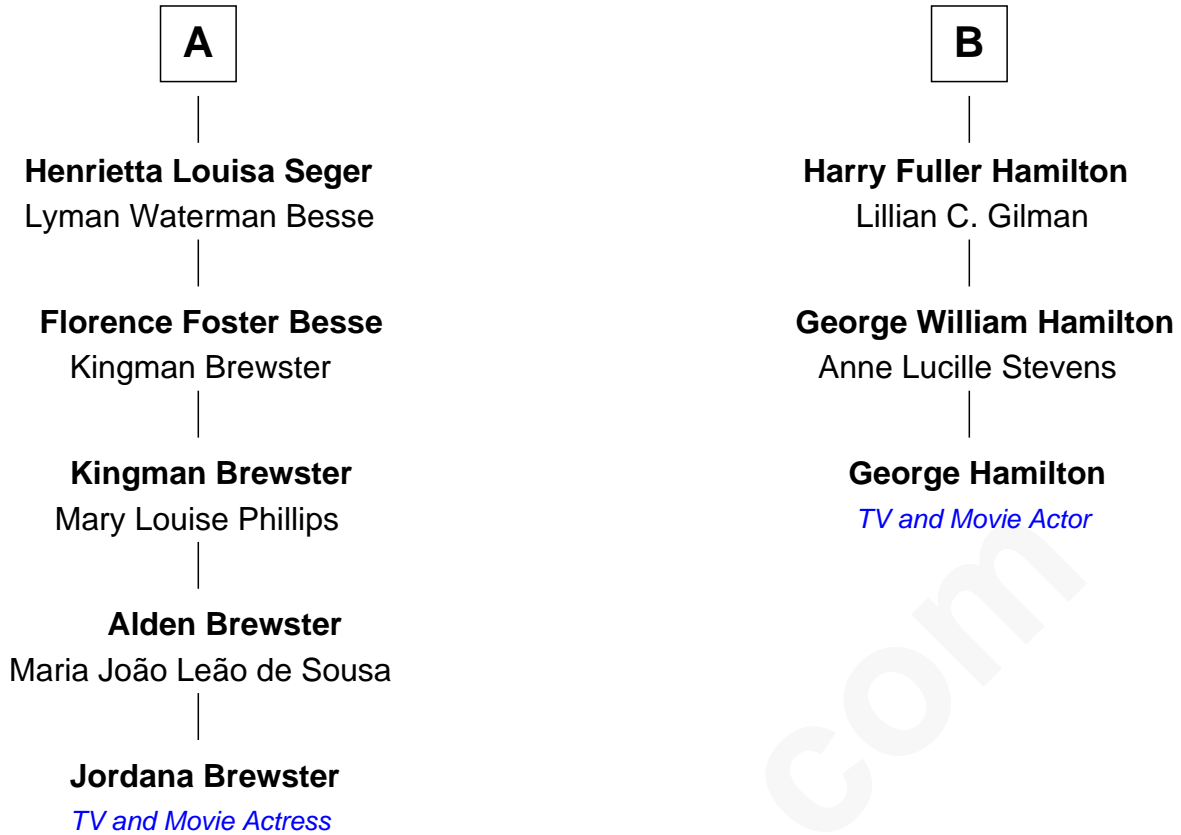 A
Henrietta Louisa Seger
Lyman Waterman Besse
Florence Foster Besse
Kingman Brewster
Kingman Brewster
Mary Louise Phillips
Alden Brewster
Maria João Leão de Sousa
Jordana Brewster
TV and Movie Actress
B
Harry Fuller Hamilton
Lillian C. Gilman
George William Hamilton
Anne Lucille Stevens
George Hamilton
TV and Movie Actor
com